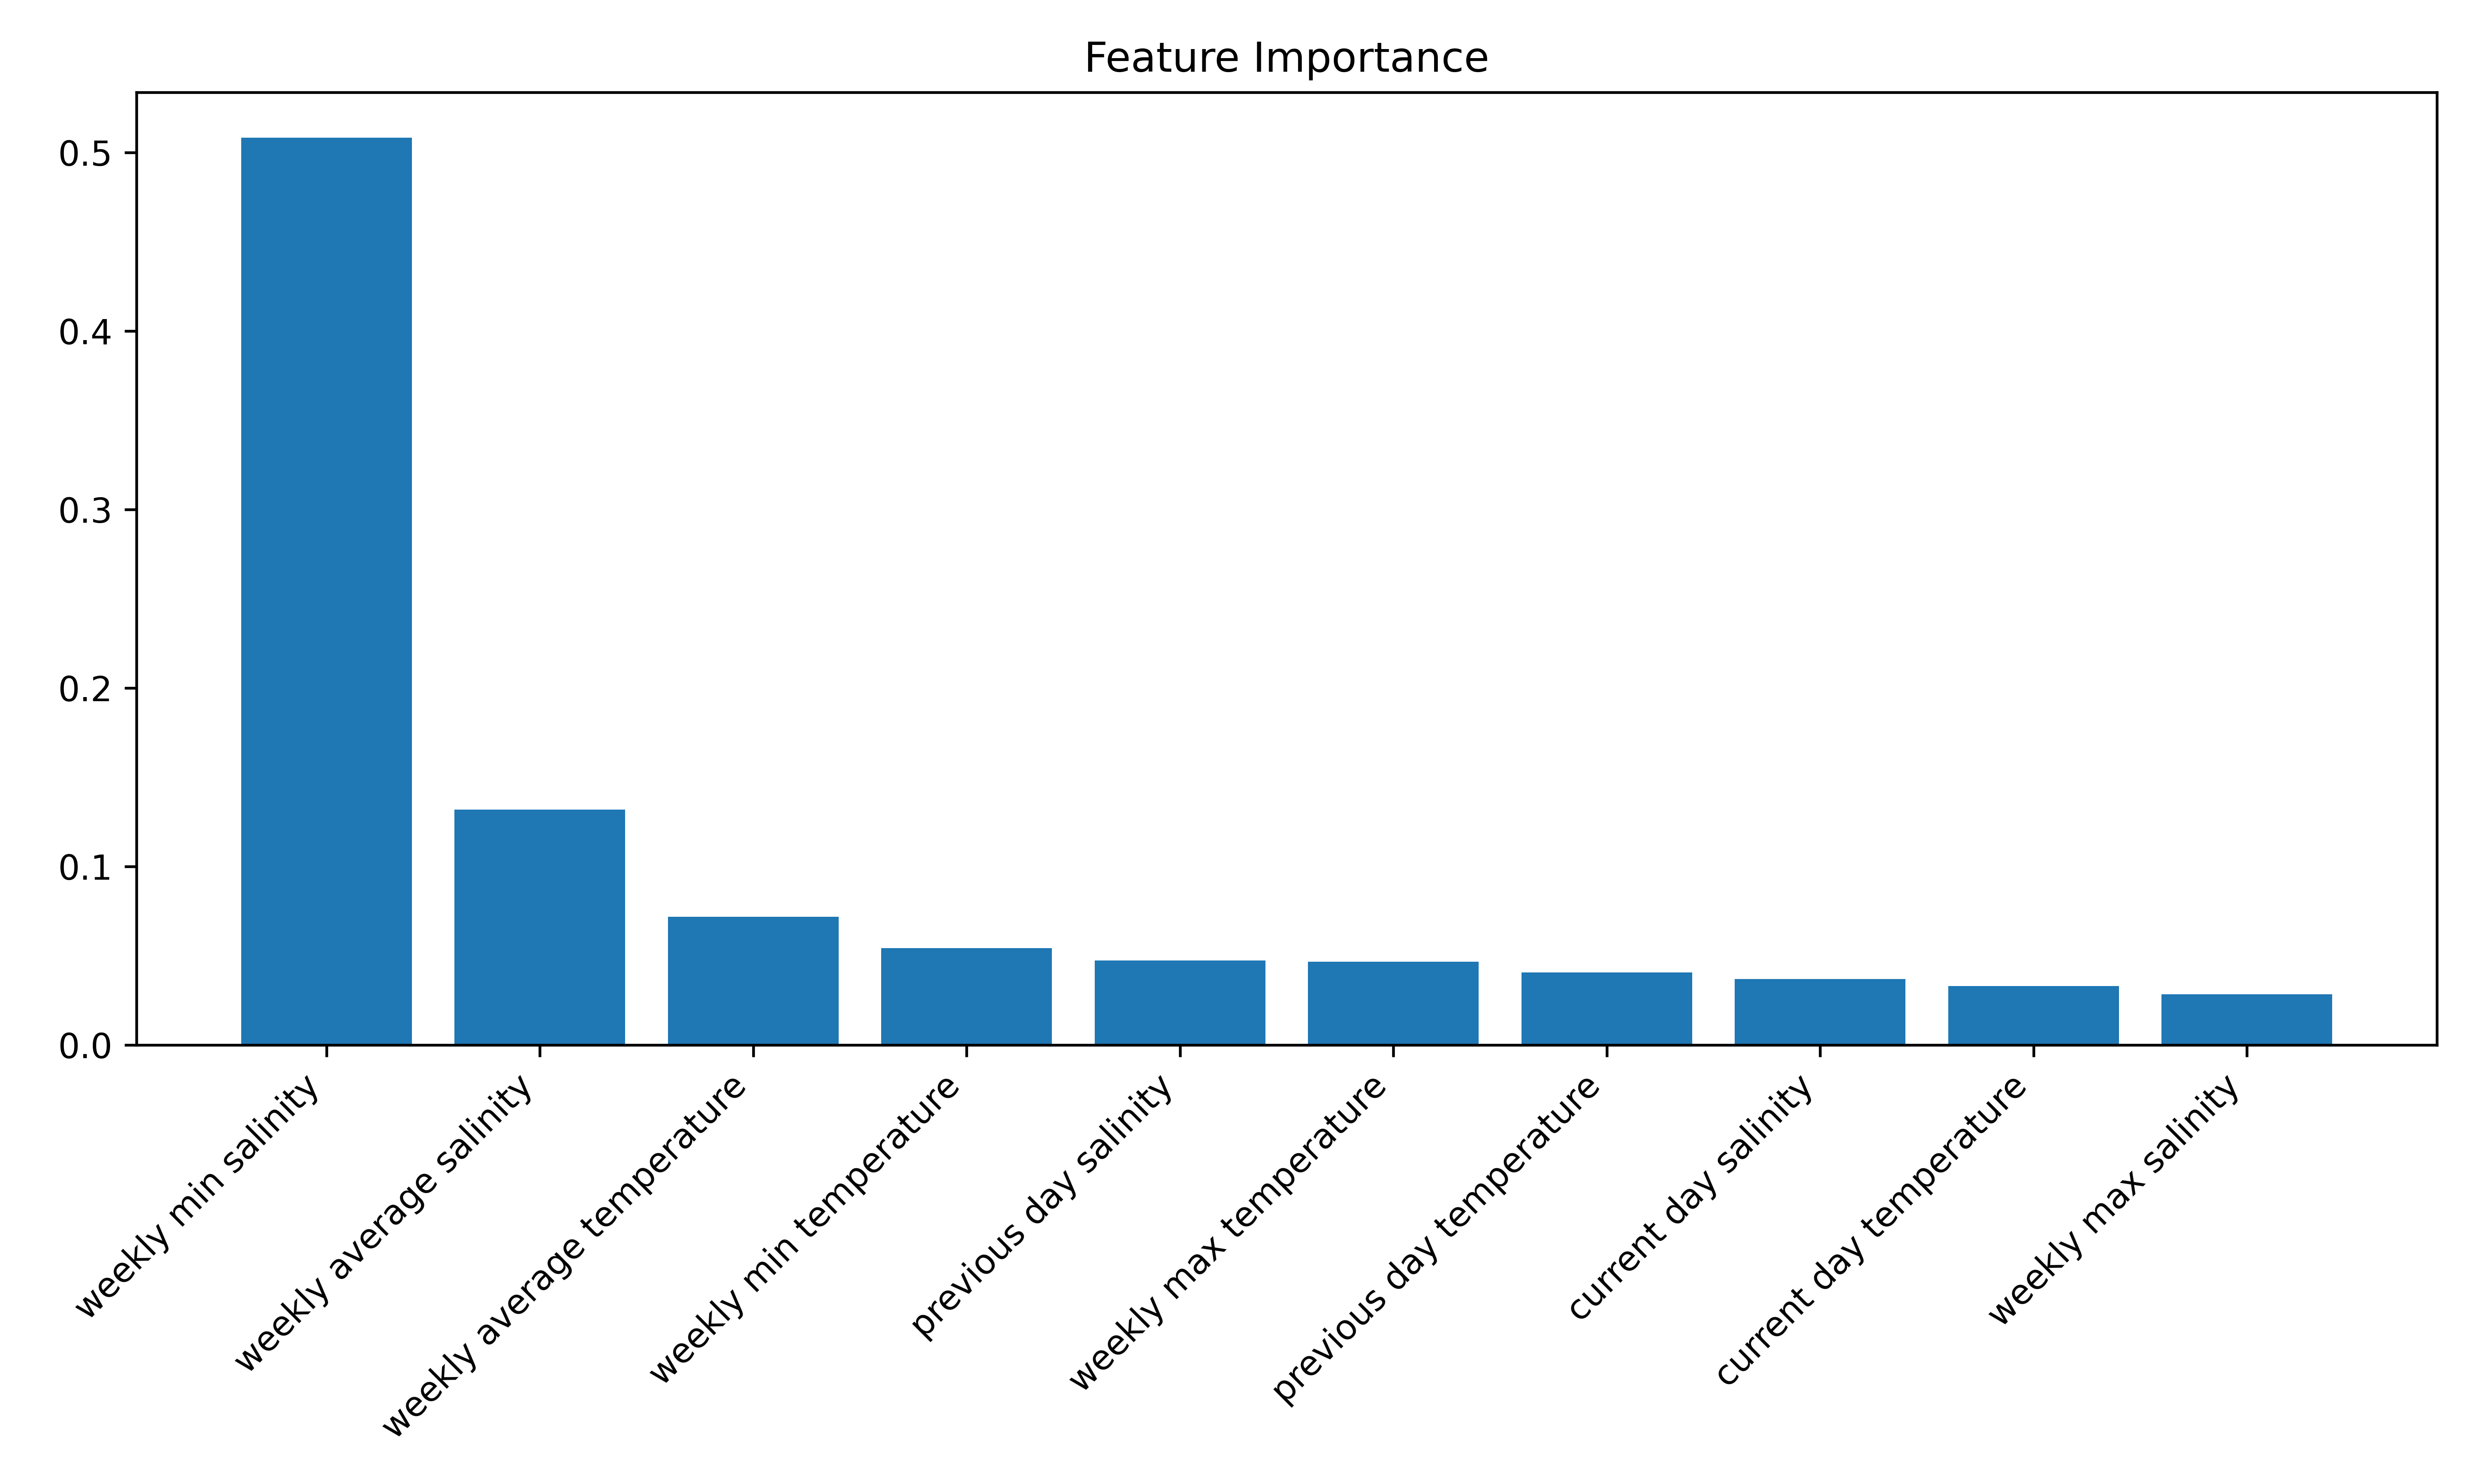 Feature Importance
0.5
0.4
0.3
0.2
0.1
0.0
weekly min salinity
weekly average salinity
weekly average temperature
weekly min temperature
previous day salinity
weekly max temperature
previous day temperature
current day salinity
current day temperature
weekly max salinity